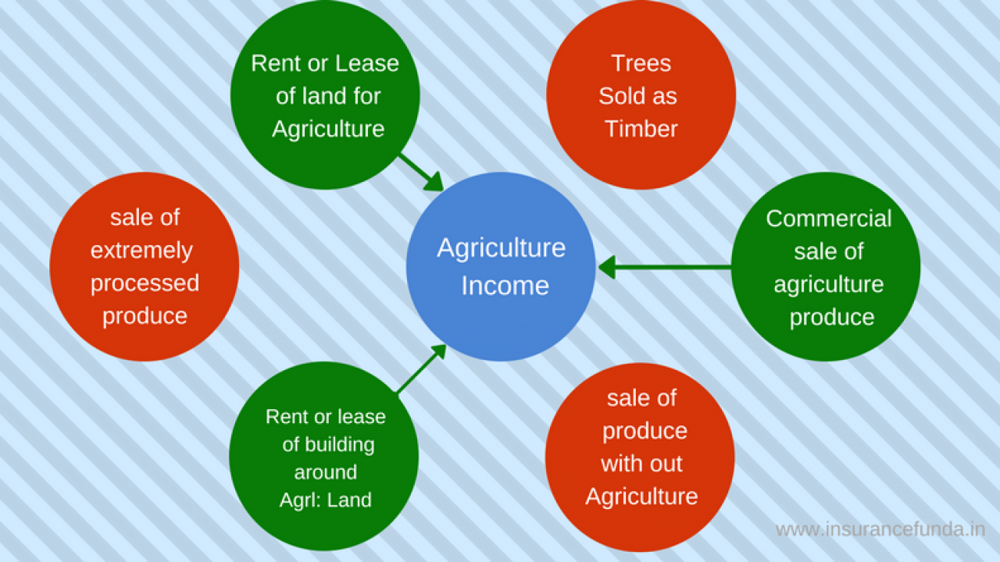 Rent or Lease
of land for
Agriculture
Trees
Sold as
Timber
sale of
extremely
processed
produce
Agriculture
Income
Commercial
sale of
agriculture
produce
Rent or lease
of building
around
Agrl: Land
sale of
produce
with out
Agriculture
www.insurancefunda.in